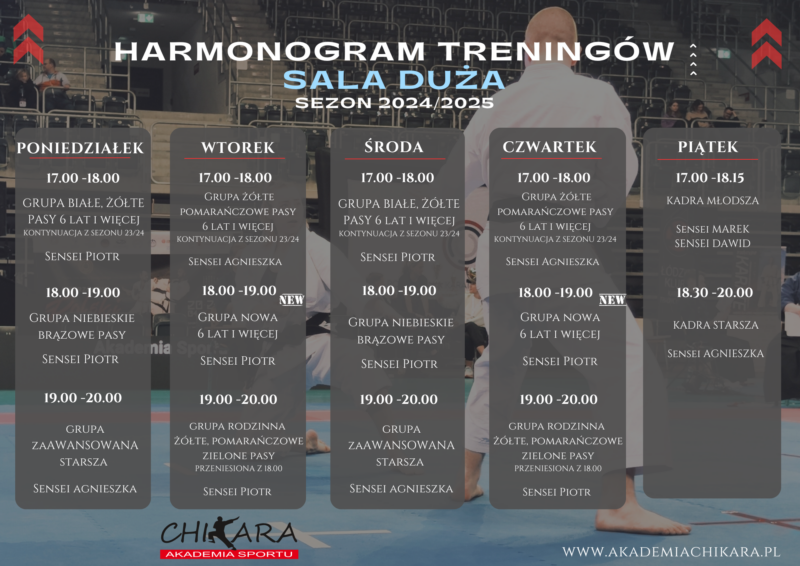 HARMONOGRAM TRENINGÓW
SALA DUŻA
SEZON 2024/2025
PONIEDZIAŁEK
17.00 -18.00
GRUPA BIAŁE, ŻÓŁTE
PASY 6 LAT I WIĘCEJ
KONTYNUACJA Z SEZONU 23/24
SENSEI PIOTR
18.00 -19.00
GRUPA NIEBIESKIE
BRĄZOWE PASY
SENSEI PIOTR
19.00 -20.00
GRUPA
ZAAWANSOWANA
STARSZA
SENSEI AGNIESZKA
WTOREK
17.00 -18.00
GRUPA ŻÓŁTE
POMARAŃCZOWE PASY
6 LAT I WIĘCEJ
KONTYNUACJA Z SEZONU 23/24
SENSEI AGNIESZKA
18.00 -19.00
NEW
GRUPA NOWA
6 LAT I WIĘCEJ
SENSEI PIOTR
19.00 -20.00
GRUPA RODZINNA
ŻÓŁTE, POMARAŃCZOWE
ZIELONE PASY
PRZENIESIONA Z 18.00
SENSEI PIOTR
ŚRODA
17.00 -18.00
GRUPA BIAŁE, ŻÓŁTE
PASY 6 LAT I WIĘCEJ
KONTYNUACJA Z SEZONU 23/24
SENSEI PIOTR
18.00 -19.00
GRUPA NIEBIESKIE
BRĄZOWE PASY
SENSEI PIOTR
19.00 -20.00
GRUPA
ZAAWANSOWANA
STARSZA
SENSEI AGNIESZKA
CZWARTEK
17.00 -18.00
GRUPA ŻÓŁTE
POMARAŃCZOWE PASY
6 LAT I WIĘCEJ
KONTYNUACJA Z SEZONU 23/24
SENSEI AGNIESZKA
18.00 -19.00
NEW
GRUPA NOWA
6 LAT I WIĘCEJ
SENSEI PIOTR
19.00 -20.00
GRUPA RODZINNA
ŻÓŁTE, POMARAŃCZOWE
ZIELONE PASY
PRZENIESIONA Z 18.00
SENSEI PIOTR
PIĄTEK
17.00 -18.15
KADRA MŁODSZA
SENSEI MAREK
SENSEI DAWID
18.30 -20.00
KADRA STARSZA
SENSEI AGNIESZKA
CHIKARA
AKADEMIA SPORTU
WWW.AKADEMIACHIKARA.PL